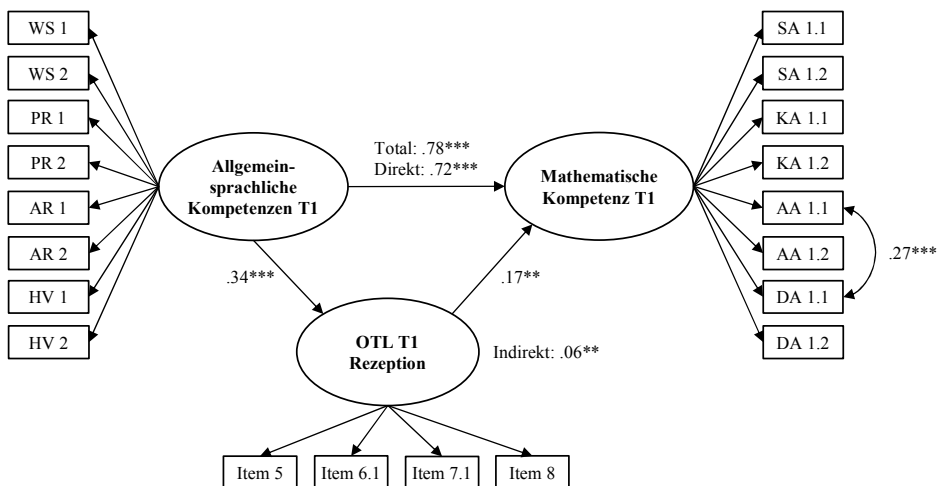 WS 1
WS 2
PR 1
PR 2
AR 1
AR 2
HV 1
HV 2
Allgemein-
sprachliche
Kompetenzen T1
Total: .78***
Direkt: .72***
Mathematische
Kompetenz T1
.34***
.17**
OTL T1
Rezeption
Indirekt: .06**
Item 5
Item 6.1
Item 7.1
Item 8
SA 1.1
SA 1.2
KA 1.1
KA 1.2
AA 1.1
AA 1.2
DA 1.1
DA 1.2
.27***